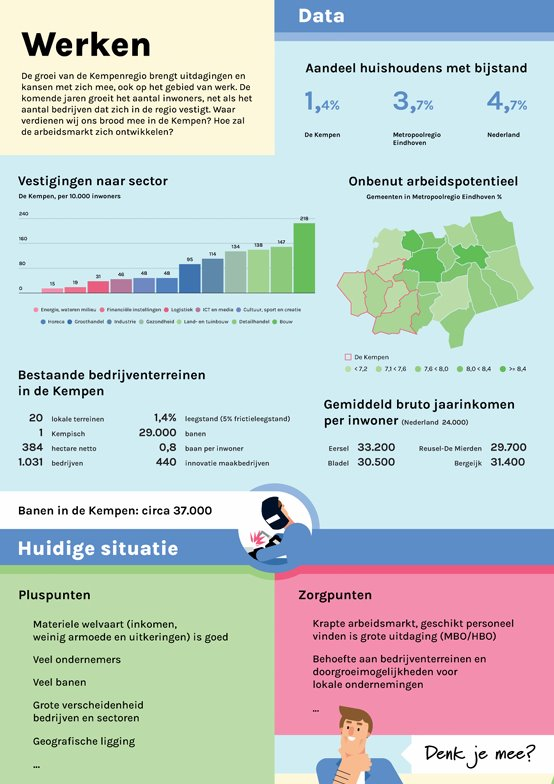 Data
Werken
De groei van de Kempenregio brengt uitdagingen en
kansen met zich mee, ook op het gebied van werk. De
komende jaren groeit het aantal inwoners, net als het
aantal bedrijven dat zich in de regio vestigt. Waar
verdienen wij ons brood mee in de Kempen? Hoe zal
de arbeidsmarkt zich ontwikkelen?
Aandeel huishoudens met bijstand
1,4% 3,7% 4,7%
De Kempen Metropoolregio Nederland
Eindhoven
Vestigingen naar sector
De Kempen, per 10.000 inwoners
240
160
80
0
15 19 31 46 48 48 95 114 134 138 147 218
Energie, wateren milieu Financiële instellingen Logistiek ICT en media Cultuur, sport en creatie
Horeca Groothandel Industrie Gezondheid Land- en tuinbouw Detailhandel Bouw
Onbenut arbeidspotentieel
Gemeenten in Metropoolregio Eindhoven %
De Kempen
< 7,2 7,1 < 7,6 7,6 < 8,0 8,0 < 8,4 >= 8,4
Bestaande bedrijventerreinen
in de Kempen
20 lokale terreinen 1,4% leegstand (5% frictieleegstand)
1 Kempisch 29.000 banen
384 hectare netto 0,8 baan per inwoner
1.031 bedrijven 440 innovatie maakbedrijven
Gemiddeld bruto jaarinkomen
per inwoner (Nederland 24.000)
Eersel 33.200 Reusel-De Mierden 29.700
Bladel 30.500 Bergeijk 31.400
Banen in de Kempen: circa 37.000
Huidige situatie
Pluspunten
Materiele welvaart (inkomen,
weinig armoede en uitkeringen) is goed
Veel ondernemers
Veel banen
Grote verscheidenheid
bedrijven en sectoren
Geografische ligging
...
Zorgpunten
Krapte arbeidsmarkt, geschikt personeel
vinden is grote uitdaging (MBO/HBO)
Behoefte aan bedrijventerreinen en
doorgroeimogelijkheden voor
lokale ondernemingen
...
Denk je mee?